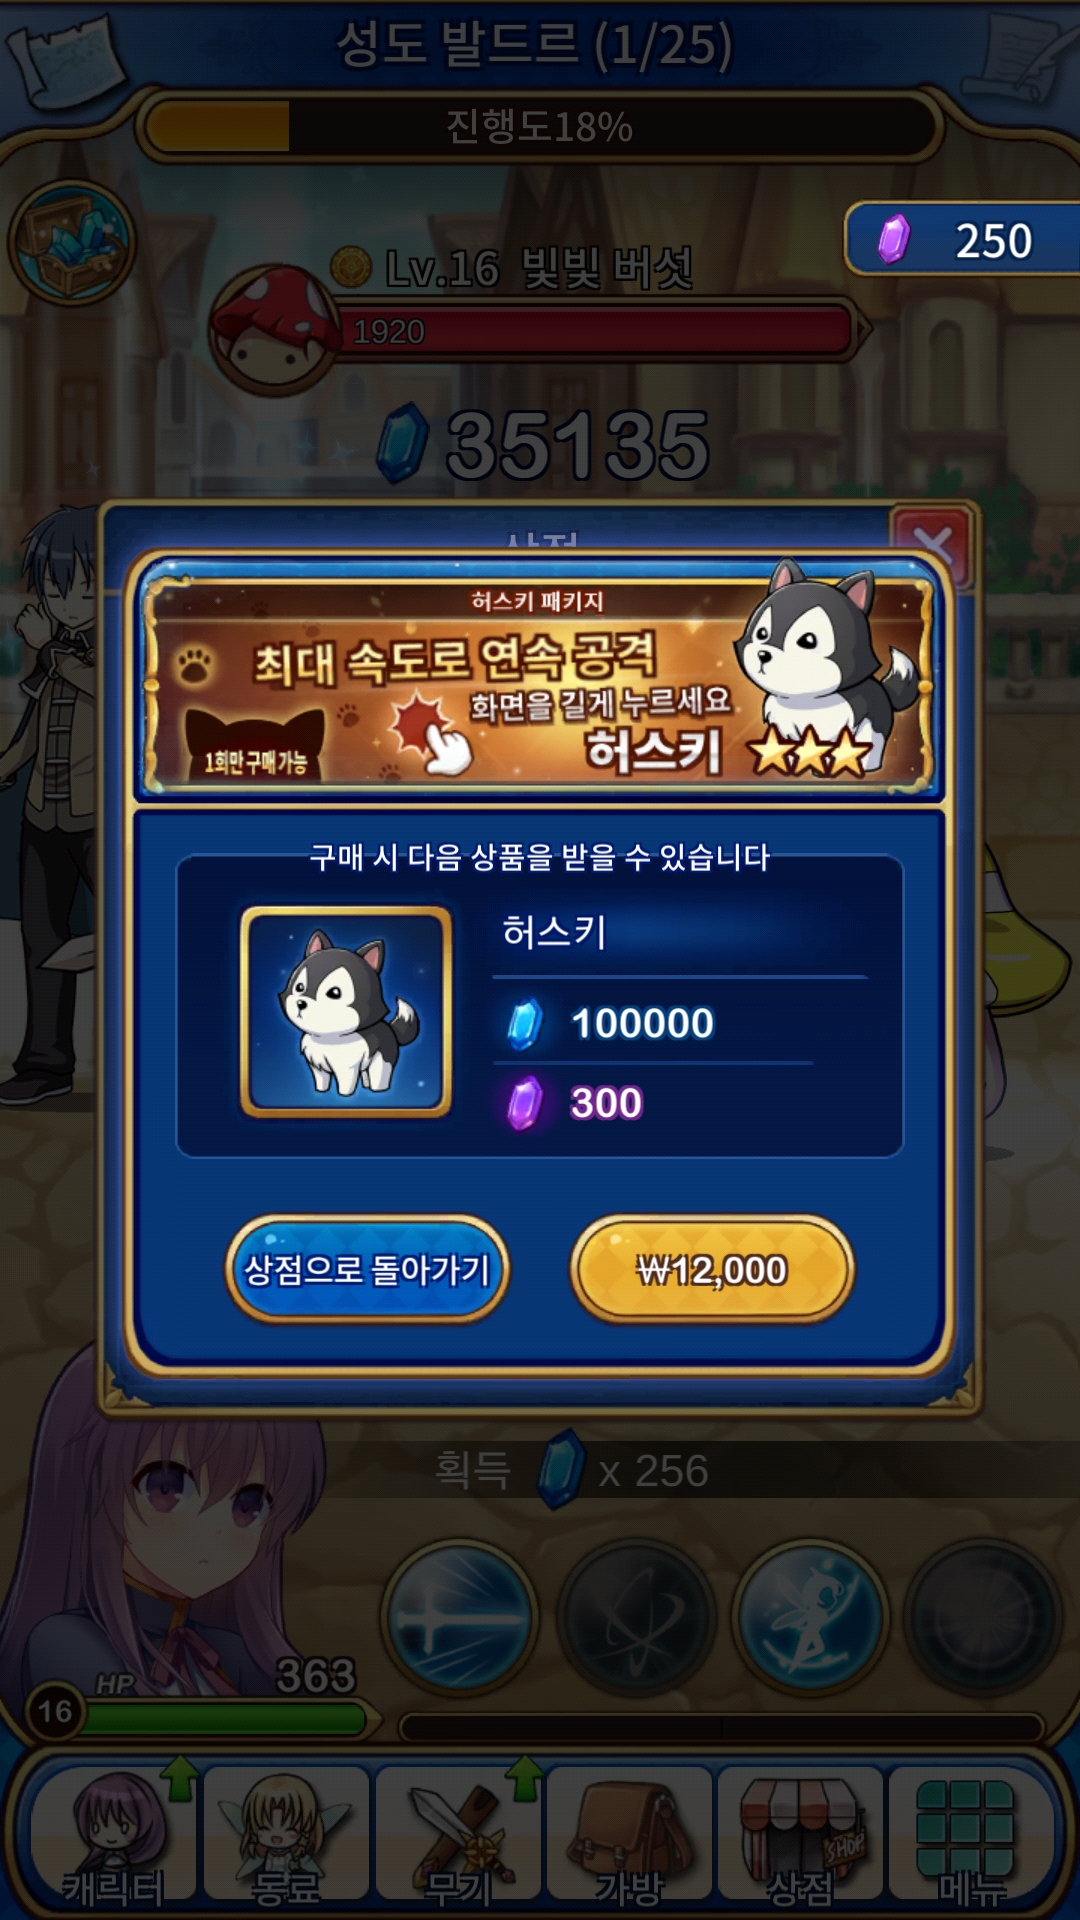 성도 발드르 (1/25)
진행도18%
250
Lv.16 빛빛 버섯
1920
35135
상점
허스키 패키지
최대 속도로 연속 공격
화면을 길게 누르세요
1회만 구매 가능
허스키
구매 시 다음 상품을 받을 수 있습니다
허스키
100000
300
상점으로 돌아가기
₩12,000
획득 x 256
HP 363
16
SHOP
캐릭터 동료 무기 가방 상점 메뉴